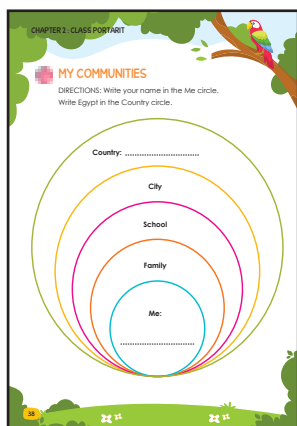 CHAPTER 2 : CLASS PORTARIT
MY COMMUNITIES
DIRECTIONS: Write your name in the Me circle.
Write Egypt in the Country circle.
Country: ................................
City
School
Family
Me:
................................
38